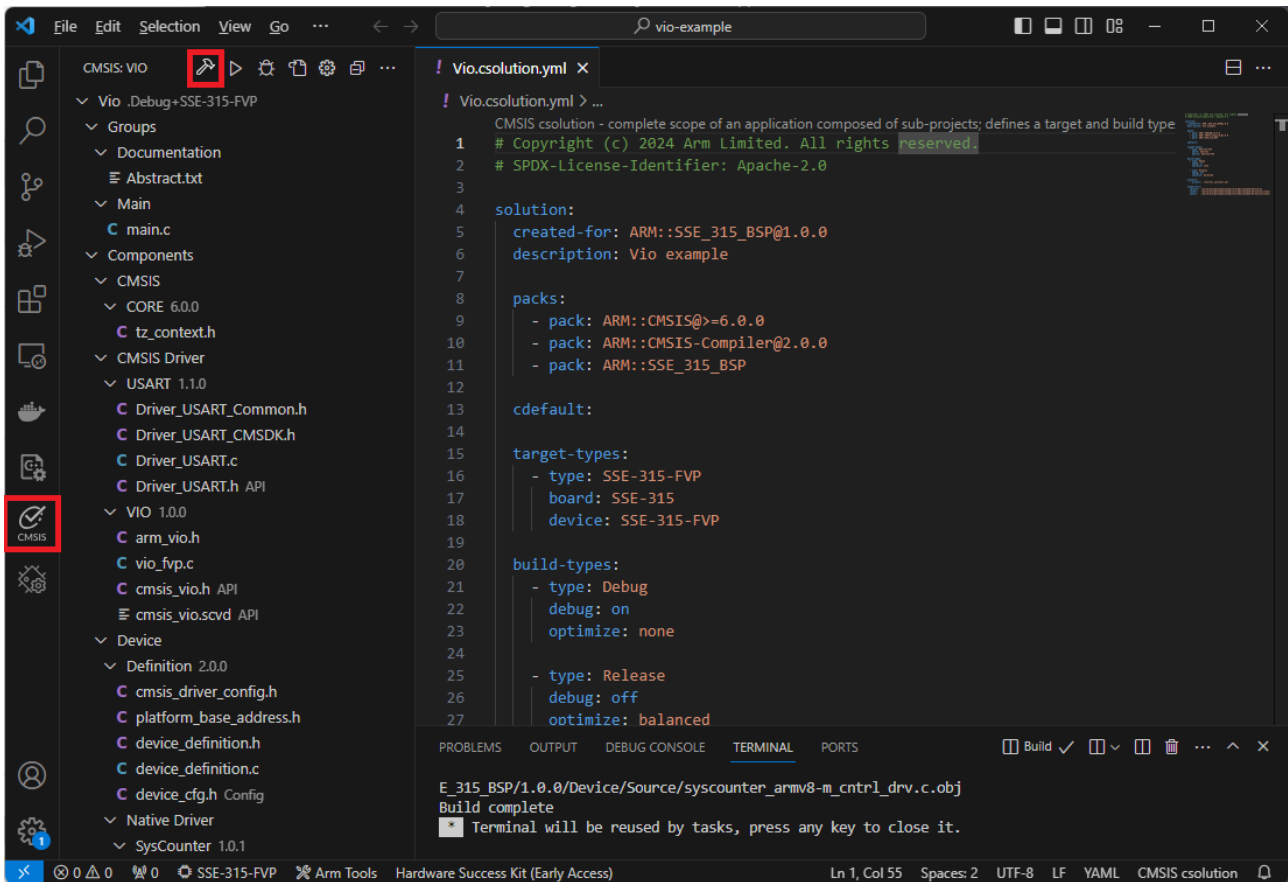 File Edit Selection View Go ··· vio-example
CMSIS: VIO
Vio .Debug+SSE-315-FVP
Groups
Documentation
Abstract.txt
Main
C main.c
Components
CMSIS
CORE 6.0.0
C tz_context.h
CMSIS Driver
USART 1.1.0
C Driver_USART_Common.h
C Driver_USART_CMSDK.h
C Driver_USART.c
C Driver_USART.h API
VIO 1.0.0
C arm_vio.h
C vio_fvp.c
C cmsis_vio.h API
cmsis_vio.scvd API
Device
Definition 2.0.0
C cmsis_driver_config.h
C platform_base_address.h
C device_definition.h
C device_definition.c
C device_cfg.h Config
Native Driver
SysCounter 1.0.1
CMSIS
1
! Vio.csolution.yml ×
! Vio.csolution.yml > ...
CMSIS csolution - complete scope of an application composed of sub-projects; defines a target and build type
1 # Copyright (c) 2024 Arm Limited. All rights reserved.
2 # SPDX-License-Identifier: Apache-2.0
3
4 solution:
5 created-for: ARM::SSE_315_BSP@1.0.0
6 description: Vio example
7
8 packs:
9 - pack: ARM::CMSIS@>=6.0.0
10 - pack: ARM::CMSIS-Compiler@2.0.0
11 - pack: ARM::SSE_315_BSP
12
13 cdefault:
14
15 target-types:
16 - type: SSE-315-FVP
17 board: SSE-315
18 device: SSE-315-FVP
19
20 build-types:
21 - type: Debug
22 debug: on
23 optimize: none
24
25 - type: Release
26 debug: off
27 optimize: balanced
PROBLEMS OUTPUT DEBUG CONSOLE TERMINAL PORTS Build
E_315_BSP/1.0.0/Device/Source/syscounter_armv8-m_cntrl_drv.c.obj
Build complete
* Terminal will be reused by tasks, press any key to close it.
0 0 0 SSE-315-FVP Arm Tools Hardware Success Kit (Early Access) Ln 1, Col 55 Spaces: 2 UTF-8 LF YAML CMSIS csolution